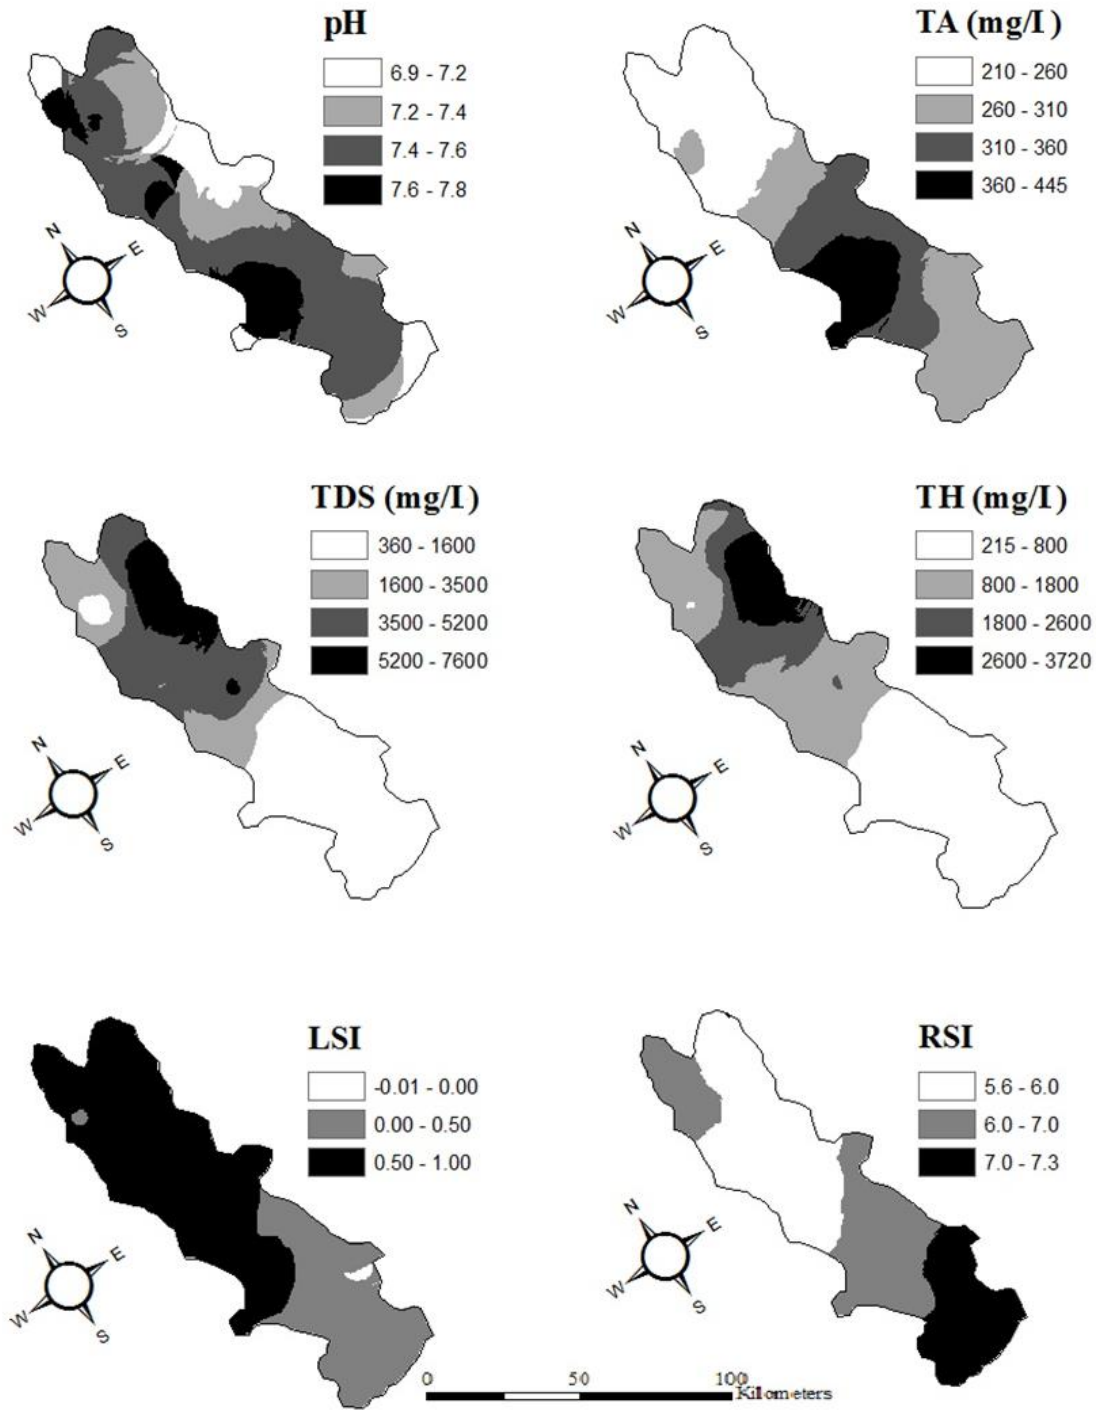 pH
6.9 - 7.2
7.2 - 7.4
7.4 - 7.6
7.6 - 7.8
N
E
W
S
TA (mg/I)
210 - 260
260 - 310
310 - 360
360 - 445
N
E
W
S
TDS (mg/I)
360 - 1600
1600 - 3500
3500 - 5200
5200 - 7600
N
E
W
S
TH (mg/I)
215 - 800
800 - 1800
1800 - 2600
2600 - 3720
N
E
W
S
LSI
-0.01 - 0.00
0.00 - 0.50
0.50 - 1.00
N
E
W
S
RSI
5.6 - 6.0
6.0 - 7.0
7.0 - 7.3
N
E
W
S
0 50 100
Kilometers